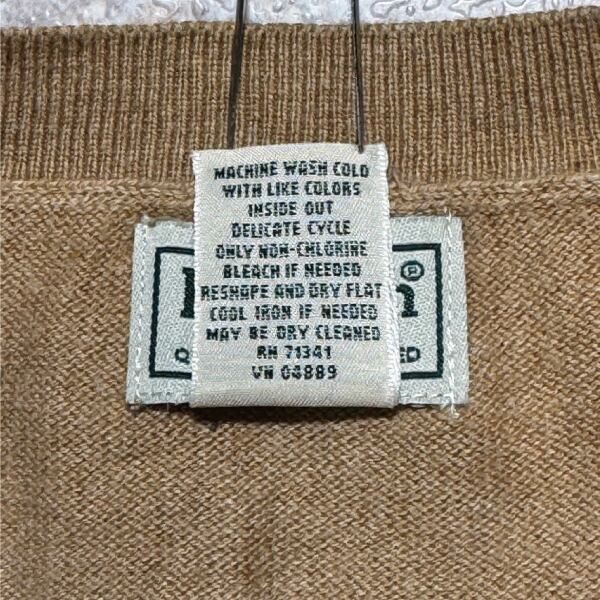 MACHINE WASH COLD
WITH LIKE COLORS
INSIDE OUT
DELICATE CYCLE
ONLY NON-CHLORINE
BLEACH IF NEEDED
RESHAPE AND DRY FLAT
COOL IRON IF NEEDED
MAY BE DRY CLEANED
RN 71341
VN 04889